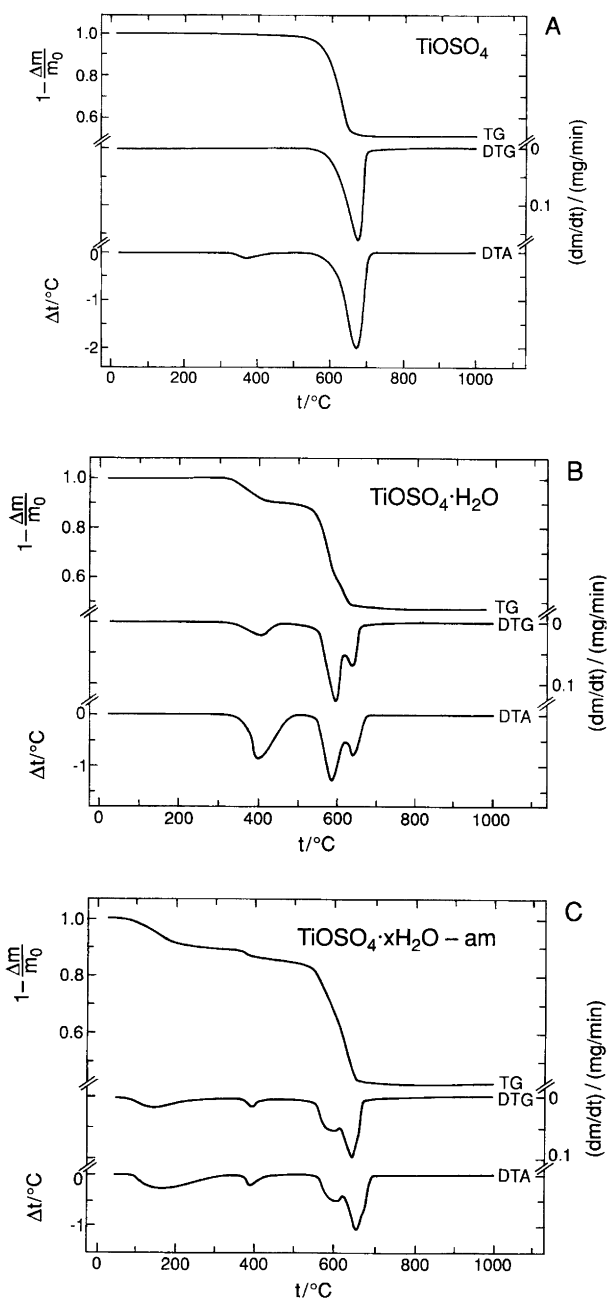 A
TiOSO₄
1-Δm/m₀
1.0
0.8
0.6
TG
DTG
0
0.1
(dm/dt) / (mg/min)
DTA
Δt/°C
0
-1
-2
0 200 400 600 800 1000
t/°C
B
TiOSO₄·H₂O
1-Δm/m₀
1.0
0.8
0.6
TG
DTG
0
0.1
(dm/dt) / (mg/min)
DTA
Δt/°C
0
-1
0 200 400 600 800 1000
t/°C
C
TiOSO₄·xH₂O – am
1-Δm/m₀
1.0
0.8
0.6
TG
DTG
0
0.1
(dm/dt) / (mg/min)
DTA
Δt/°C
0
-1
0 200 400 600 800 1000
t/°C